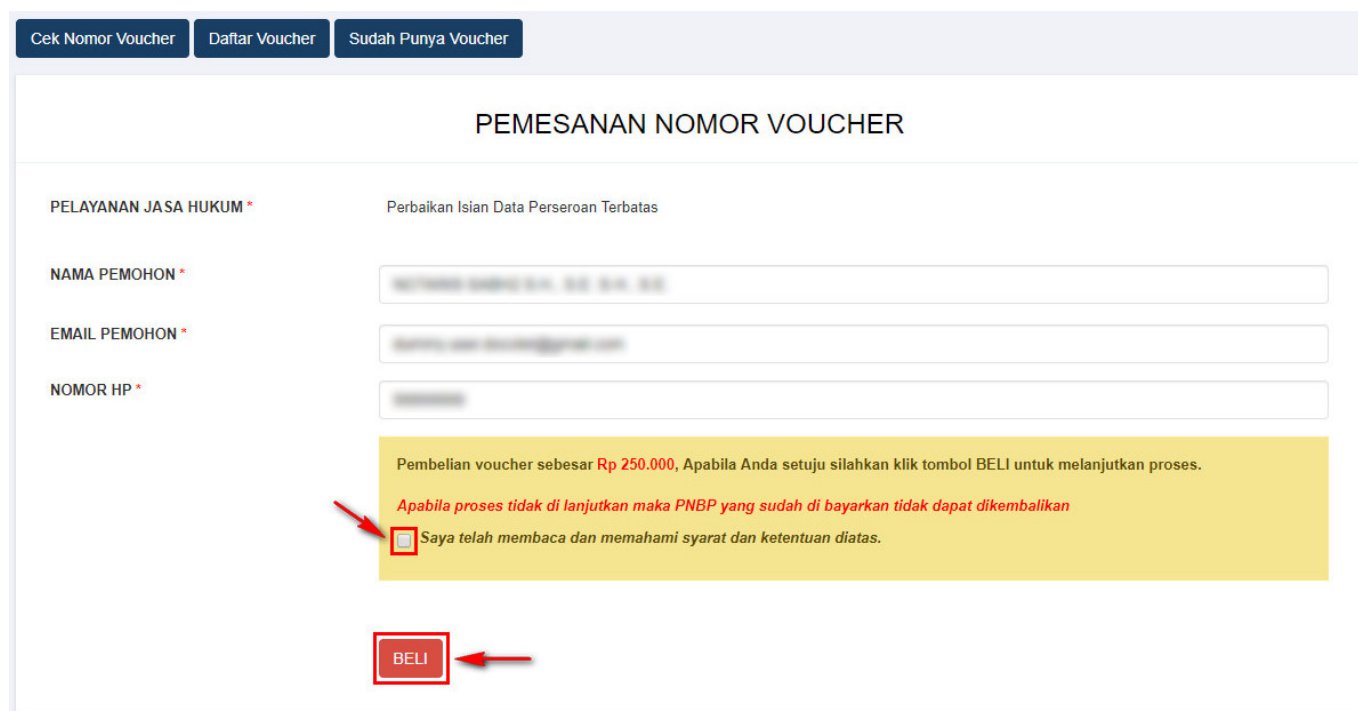 Cek Nomor Voucher Daftar Voucher Sudah Punya Voucher
PEMESANAN NOMOR VOUCHER
PELAYANAN JASA HUKUM * Perbaikan Isian Data Perseroan Terbatas
NAMA PEMOHON *
EMAIL PEMOHON *
NOMOR HP *
Pembelian voucher sebesar Rp 250.000, Apabila Anda setuju silahkan klik tombol BELI untuk melanjutkan proses.
Apabila proses tidak di lanjutkan maka PNBP yang sudah di bayarkan tidak dapat dikembalikan
Saya telah membaca dan memahami syarat dan ketentuan diatas.
BELI